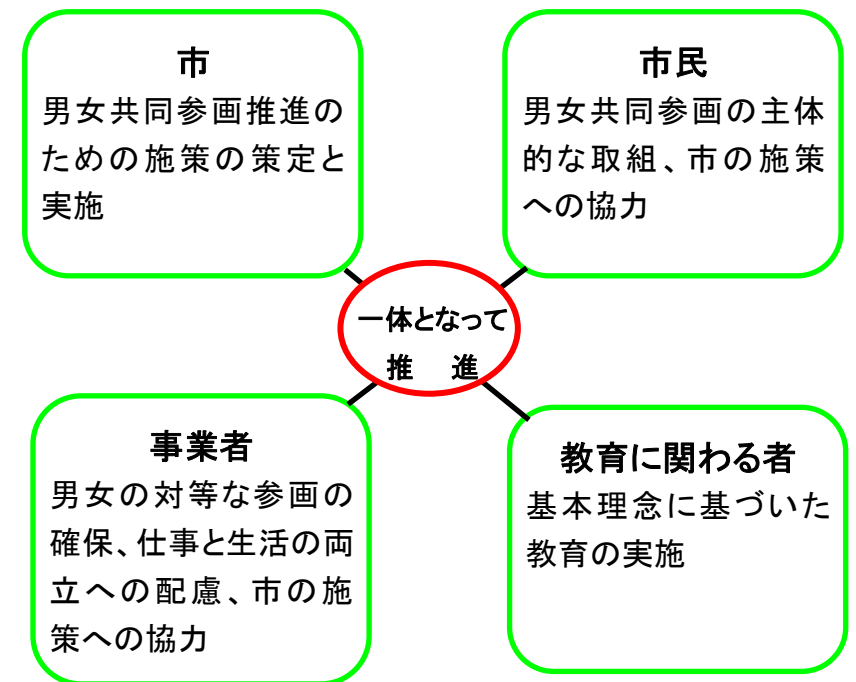 市
男女共同参画推進の
ための施策の策定と
実施
市民
男女共同参画の主体
的な取組、市の施策
への協力
一体となって
推　進
事業者
男女の対等な参画の
確保、仕事と生活の両
立への配慮、市の施
策への協力
教育に関わる者
基本理念に基づいた
教育の実施